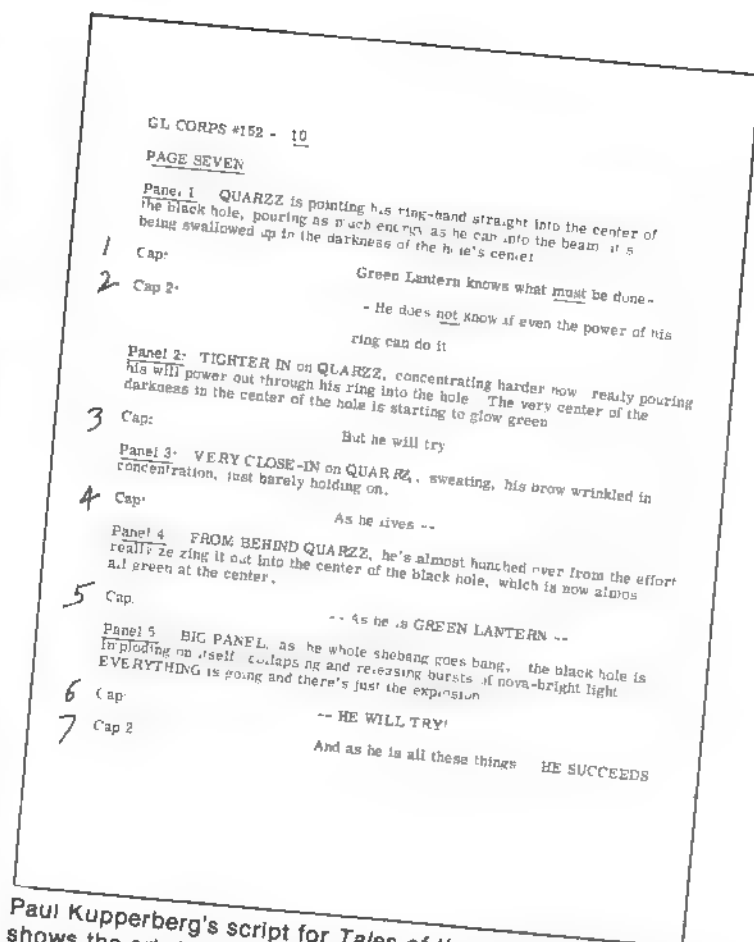 GL CORPS #152 - 10
PAGE SEVEN
Panel 1 QUARZZ is pointing his ring-hand straight into the center of
the black hole, pouring as much energy as he can into the beam it's
being swallowed up in the darkness of the hole's center
1 Cap: Green Lantern knows what must be done-
2 Cap 2: - He does not know if even the power of his
ring can do it
Panel 2: TIGHTER IN on QUARZZ, concentrating harder now really pouring
his will power out through his ring into the hole The very center of the
darkness in the center of the hole is starting to glow green
3 Cap: But he will try
Panel 3: VERY CLOSE-IN on QUARZZ, sweating, his brow wrinkled in
concentration, just barely holding on.
4 Cap: As he lives --
Panel 4 FROM BEHIND QUARZZ, he's almost hunched over from the effort
really zezing it out into the center of the black hole, which is now almos
all green at the center.
5 Cap. -- As he is GREEN LANTERN --
Panel 5 BIG PANEL, as he whole shebang goes bang, the black hole is
imploding on itself collapsing and releasing bursts of nova-bright light
EVERYTHING is going and there's just the explosion
6 Cap -- HE WILL TRY!
7 Cap 2 And as he is all these things HE SUCCEEDS
Paul Kupperberg's script for Tales of
shows the